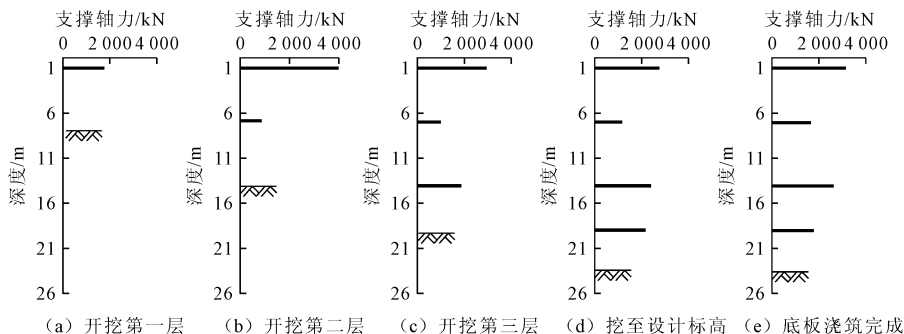 支撑轴力/kN 支撑轴力/kN 支撑轴力/kN 支撑轴力/kN 支撑轴力/kN
0 2 000 4 000 0 2 000 4 000 0 2 000 4 000 0 2 000 4 000 0 2 000 4 000
1 1 1 1 1
6 6 6 6 6
11 11 11 11 11
16 16 16 16 16
21 21 21 21 21
26 26 26 26 26
深度/m 深度/m 深度/m 深度/m 深度/m
（a）开挖第一层 （b）开挖第二层 （c）开挖第三层 （d）挖至设计标高 （e）底板浇筑完成